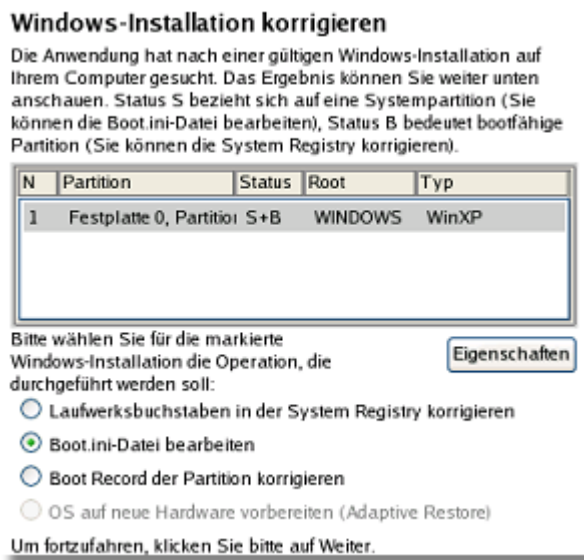 Windows-Installation korrigieren
Die Anwendung hat nach einer gültigen Windows-Installation auf
Ihrem Computer gesucht. Das Ergebnis können Sie weiter unten
anschauen. Status S bezieht sich auf eine Systempartition (Sie
können die Boot.ini-Datei bearbeiten), Status B bedeutet bootfähige
Partition (Sie können die System Registry korrigieren).
N Partition Status Root Typ
1 Festplatte 0, Partition S+B WINDOWS WinXP
Bitte wählen Sie für die markierte
Windows-Installation die Operation, die
durchgeführt werden soll:
Eigenschaften
Laufwerksbuchstaben in der System Registry korrigieren
Boot.ini-Datei bearbeiten
Boot Record der Partition korrigieren
OS auf neue Hardware vorbereiten (Adaptive Restore)
Um fortzufahren, klicken Sie bitte auf Weiter.